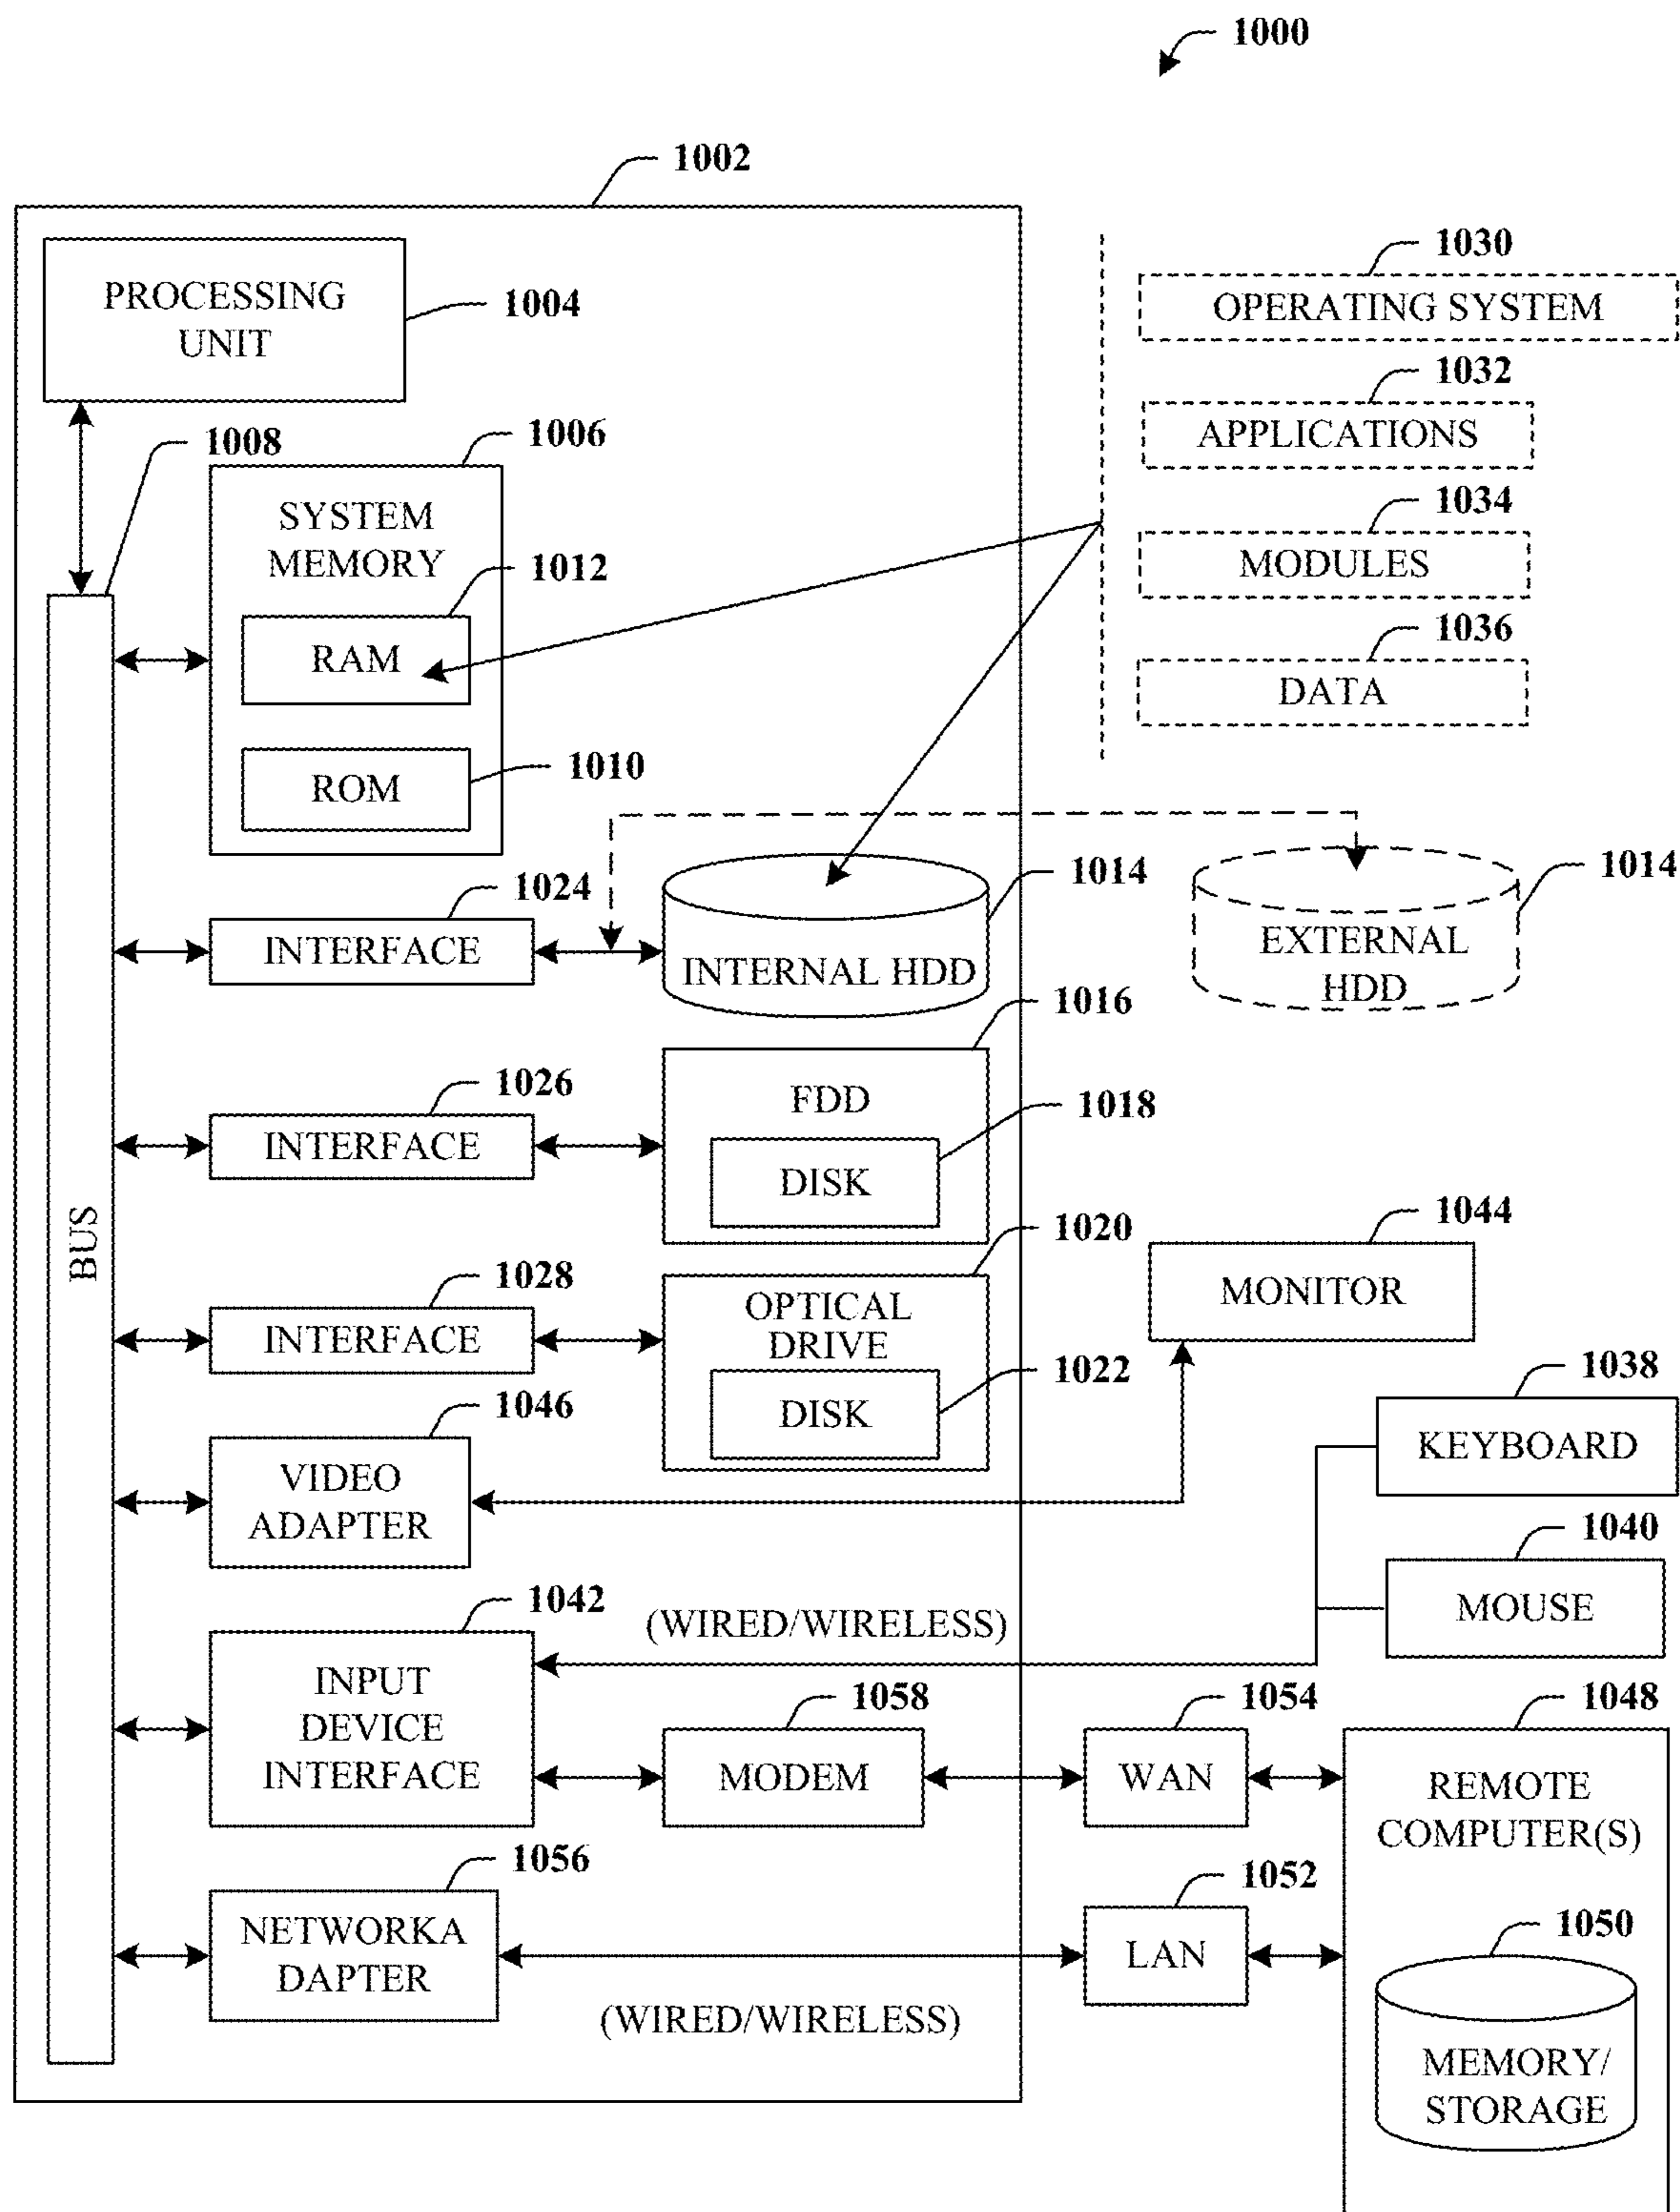 1000
1002
PROCESSING
UNIT
1004
1030
OPERATING SYSTEM
1032
APPLICATIONS
1034
MODULES
1036
DATA
1008
1006
SYSTEM
MEMORY
1012
RAM
1010
ROM
1024
INTERFACE
1014
INTERNAL HDD
1014
EXTERNAL
HDD
1016
FDD
1026
INTERFACE
1018
DISK
BUS
1020
1044
MONITOR
1028
INTERFACE
OPTICAL
DRIVE
1022
DISK
1038
KEYBOARD
1046
VIDEO
ADAPTER
1040
MOUSE
1042
(WIRED/WIRELESS)
INPUT
DEVICE
INTERFACE
1058
MODEM
1054
WAN
1048
REMOTE
COMPUTER(S)
1056
NETWORKA
DAPTER
1052
LAN
(WIRED/WIRELESS)
1050
MEMORY/
STORAGE